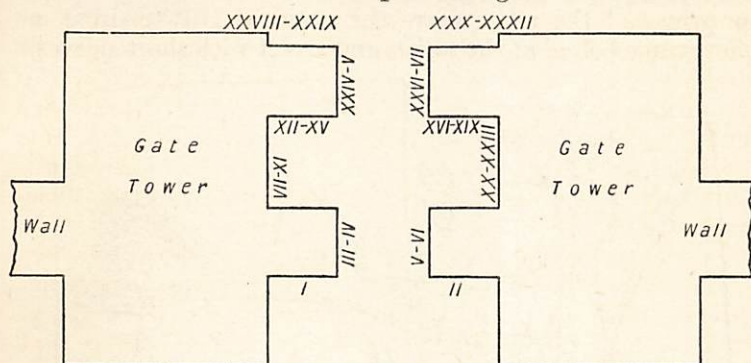 XXVIII-XXIX XXX-XXXII
XXIV-V XXVI-VII
XII-XV XVI-XIX
Gate Gate
Tower Tower
VII-XI XX-XXIII
Wall Wall
III-IV V-VI
I II